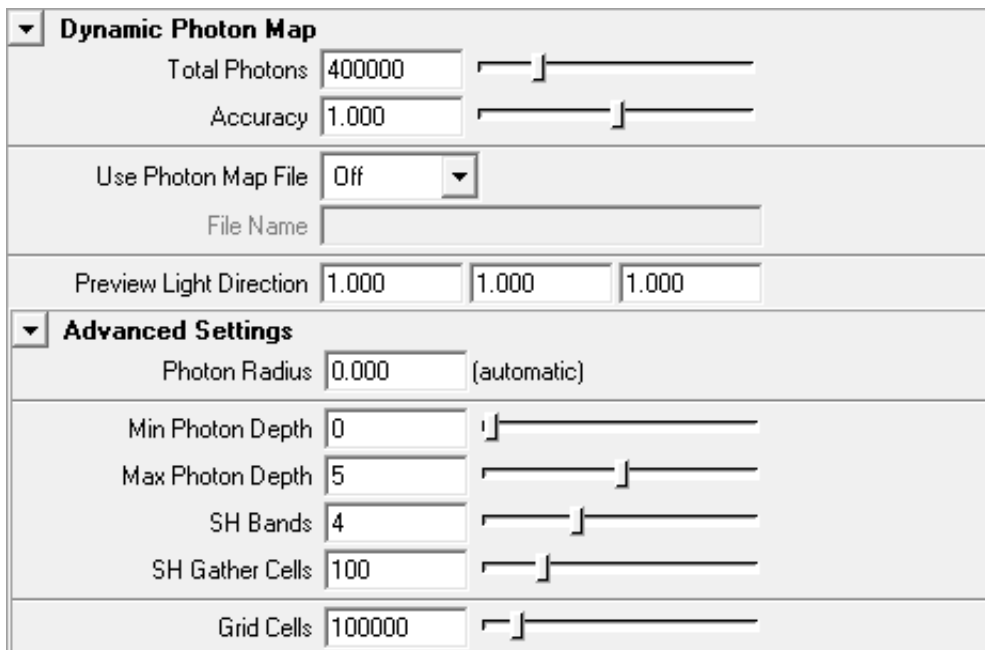 Dynamic Photon Map
Total Photons 400000
Accuracy 1.000
Use Photon Map File Off
File Name
Preview Light Direction 1.000 1.000 1.000
Advanced Settings
Photon Radius 0.000 (automatic)
Min Photon Depth 0
Max Photon Depth 5
SH Bands 4
SH Gather Cells 100
Grid Cells 100000